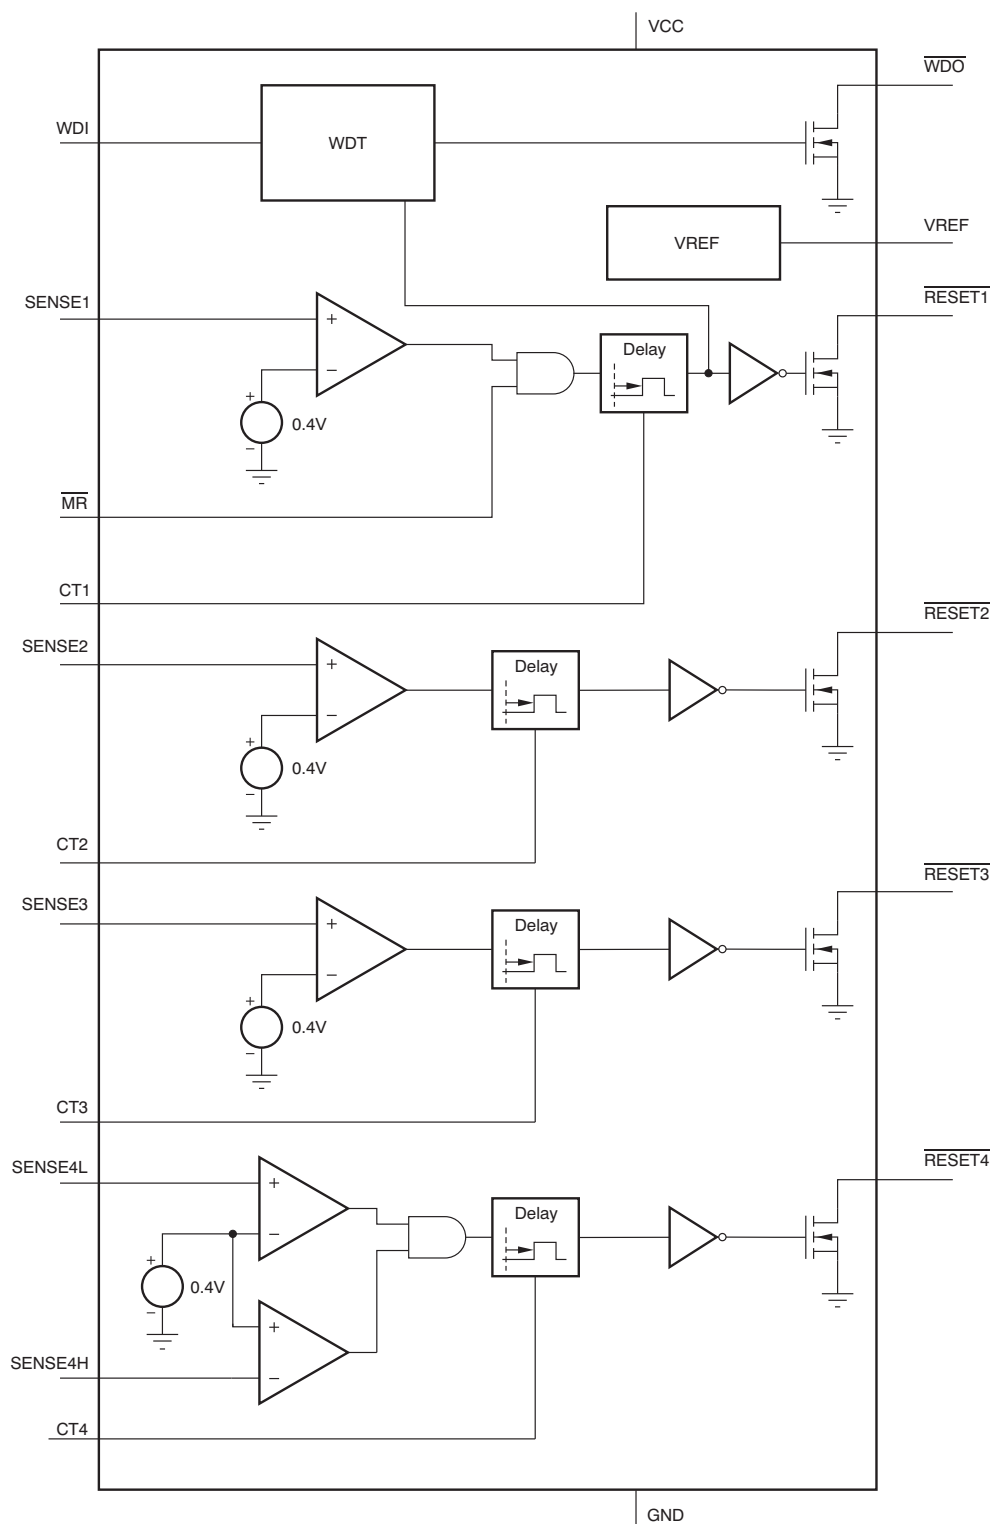 VCC
WDO
WDI
WDT
VREF
VREF
SENSE1
RESET1
+
Delay
−
+
0.4V
−
MR
CT1
SENSE2
RESET2
+
Delay
−
+
0.4V
−
CT2
SENSE3
RESET3
+
Delay
−
+
0.4V
−
CT3
SENSE4L
RESET4
+
Delay
−
+
0.4V
−
+
SENSE4H
−
CT4
GND